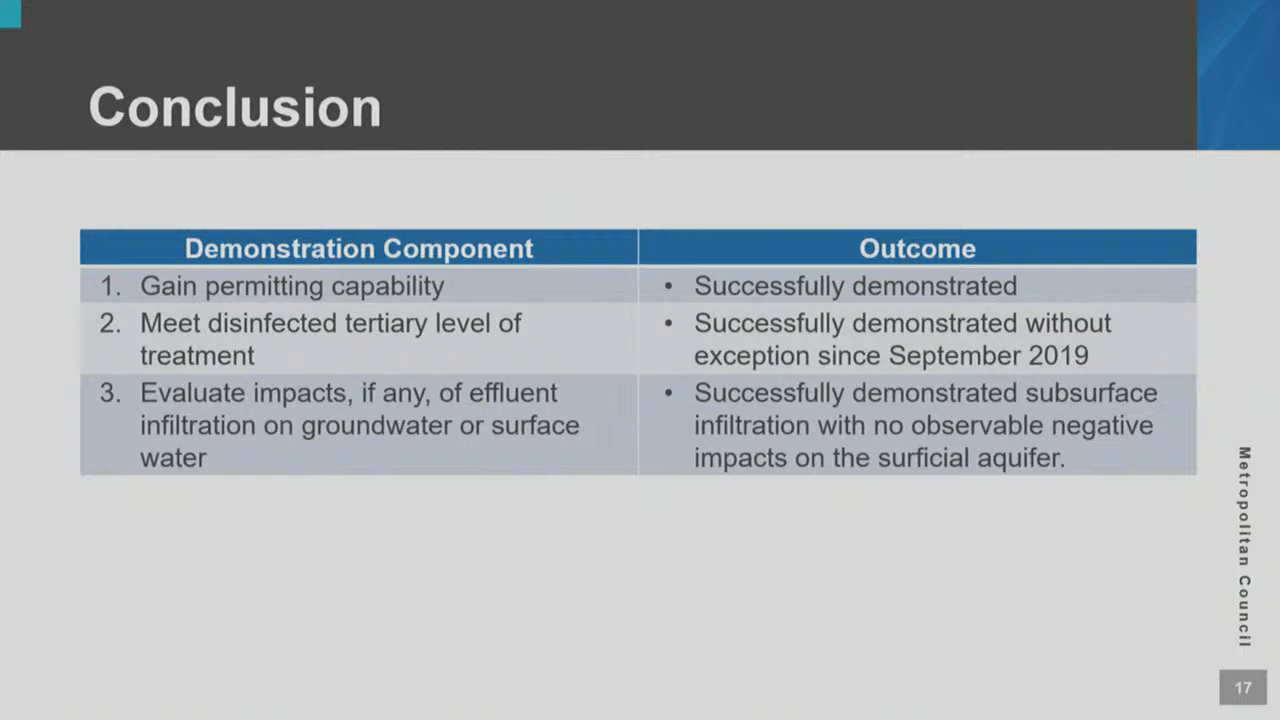 Conclusion
Demonstration Component
Outcome
1. Gain permitting capability
• Successfully demonstrated
2. Meet disinfected tertiary level of
treatment
• Successfully demonstrated without
exception since September 2019
3. Evaluate impacts, if any, of effluent
infiltration on groundwater or surface
water
• Successfully demonstrated subsurface
infiltration with no observable negative
impacts on the surficial aquifer.
Metropolitan Council
17